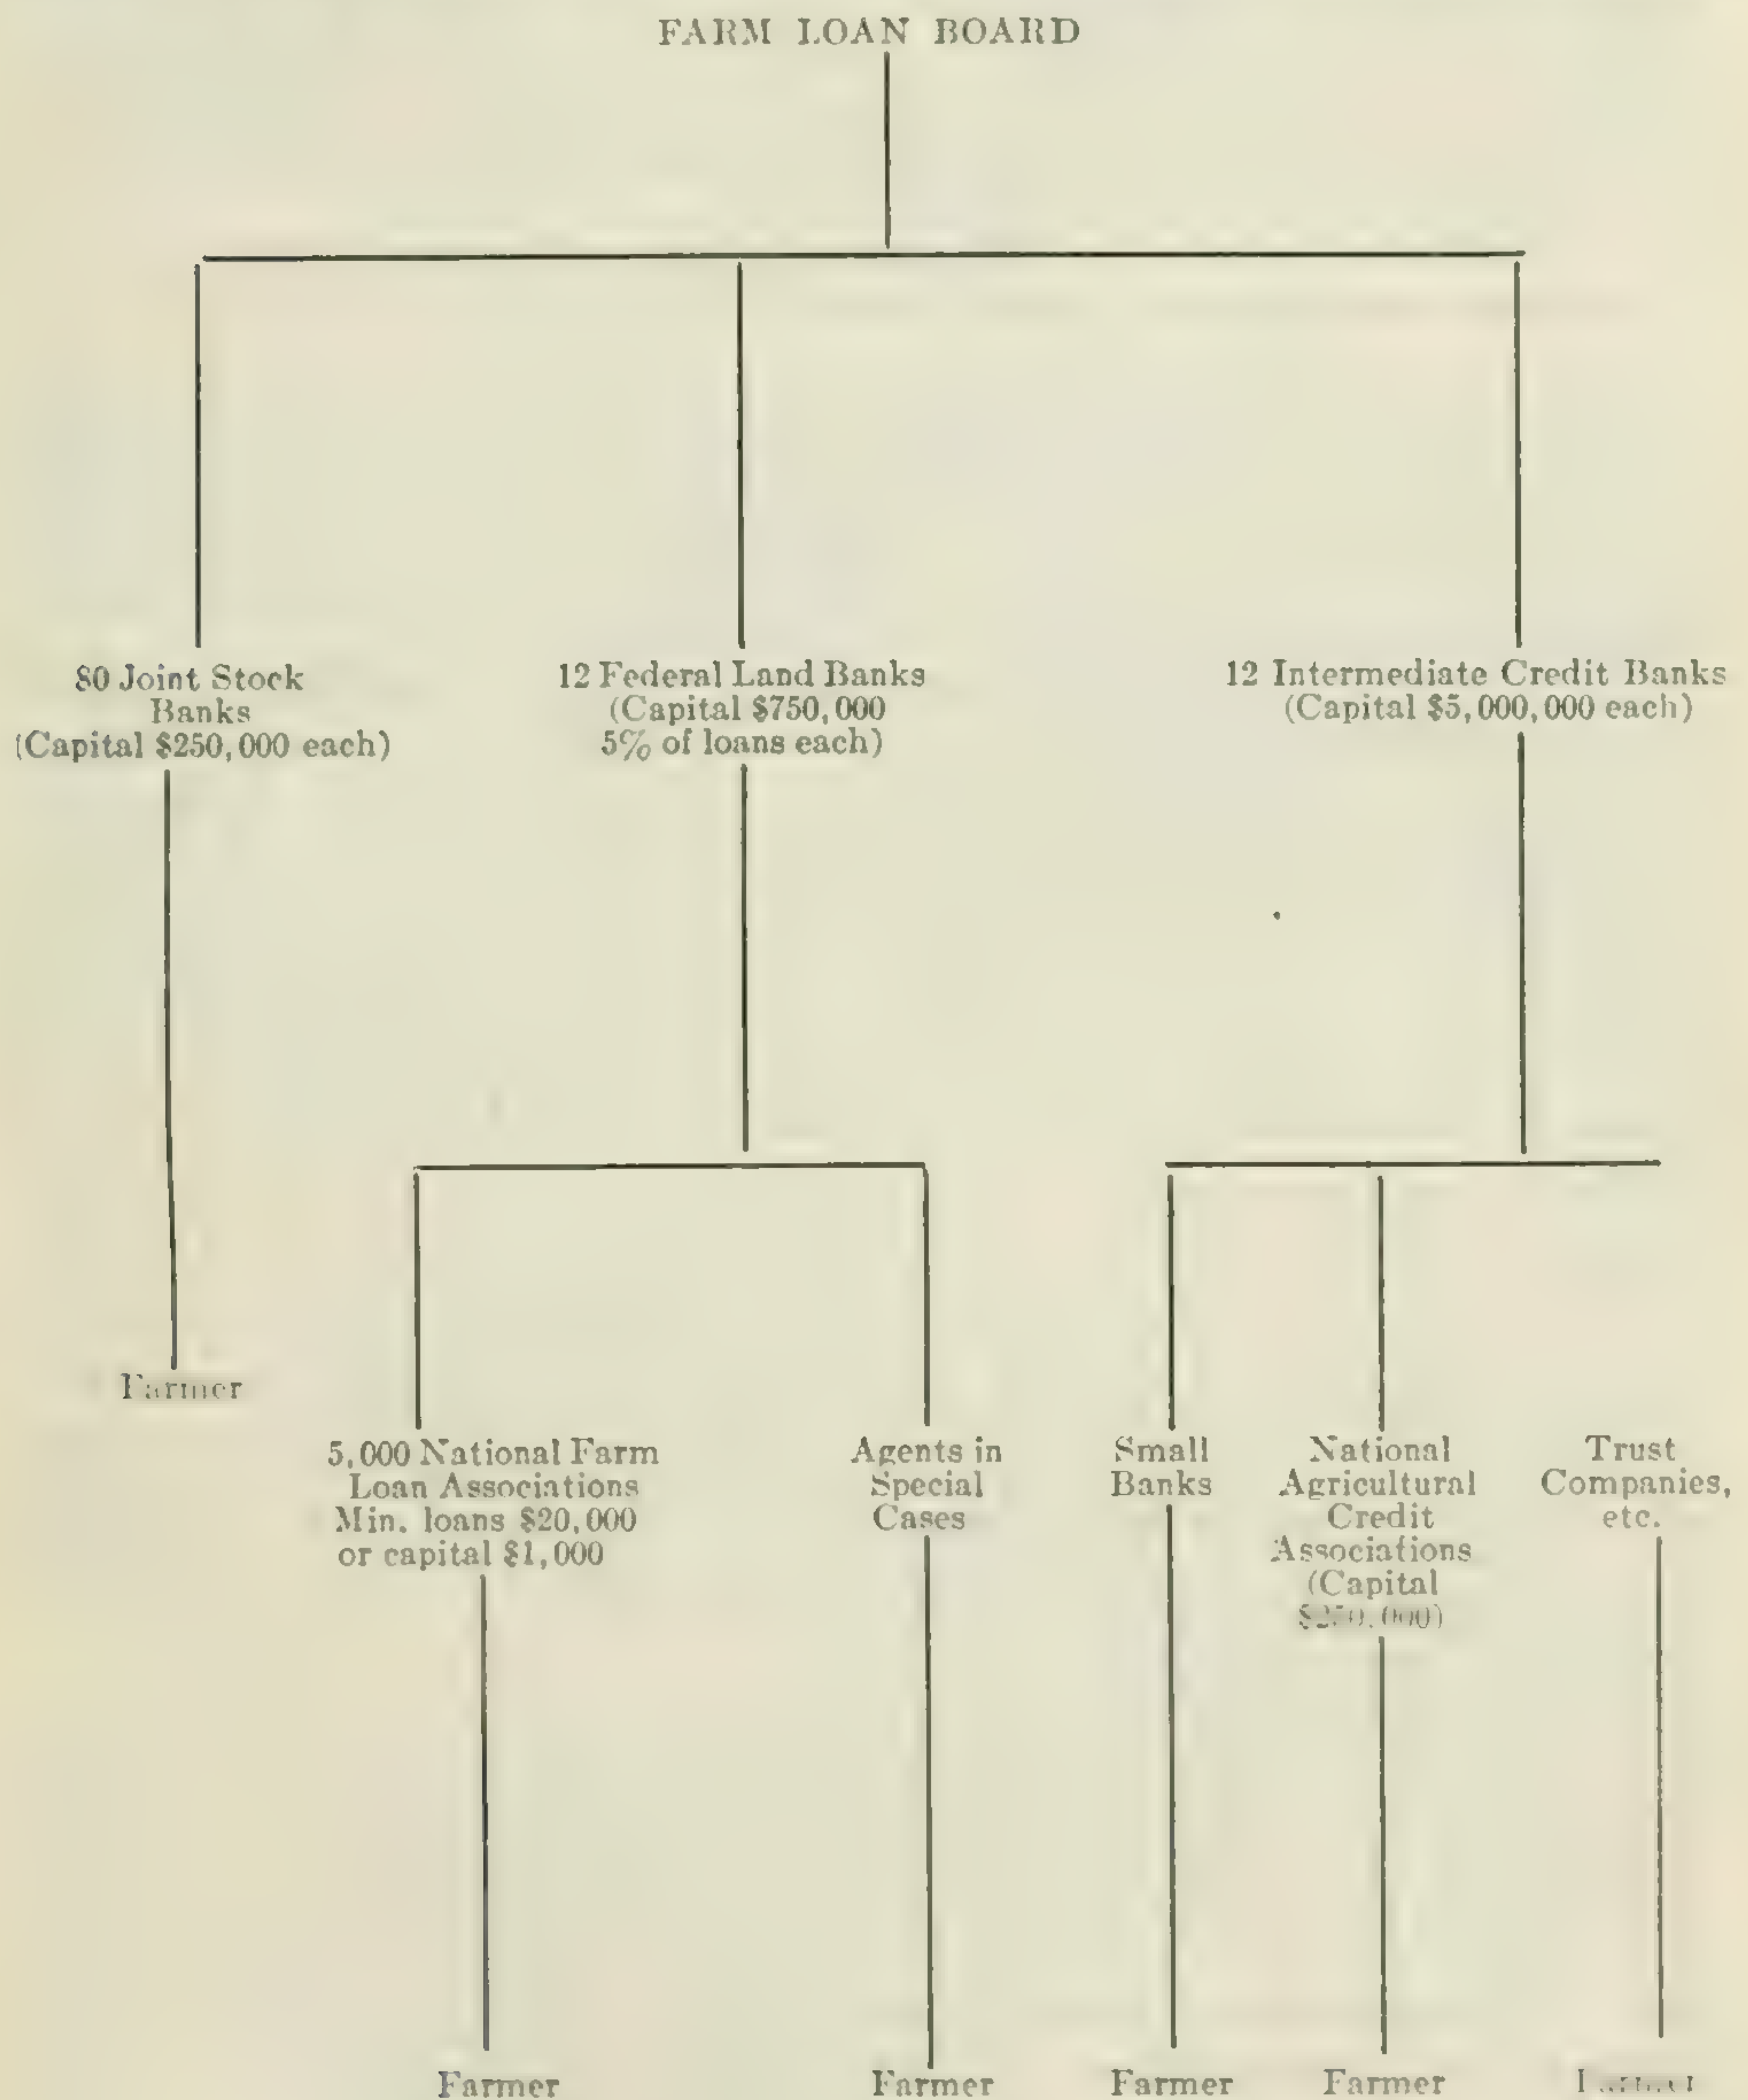 FARM LOAN BOARD
80 Joint Stock
Banks
(Capital $250,000 each)
12 Federal Land Banks
(Capital $750,000
5% of loans each)
12 Intermediate Credit Banks
(Capital $5,000,000 each)
Farmer
5,000 National Farm
Loan Associations
Min. loans $20,000
or capital $1,000
Agents in
Special
Cases
Small
Banks
National
Agricultural
Credit
Associations
(Capital
Trust
Companies,
etc.
Farmer
Farmer
Farmer
Farmer